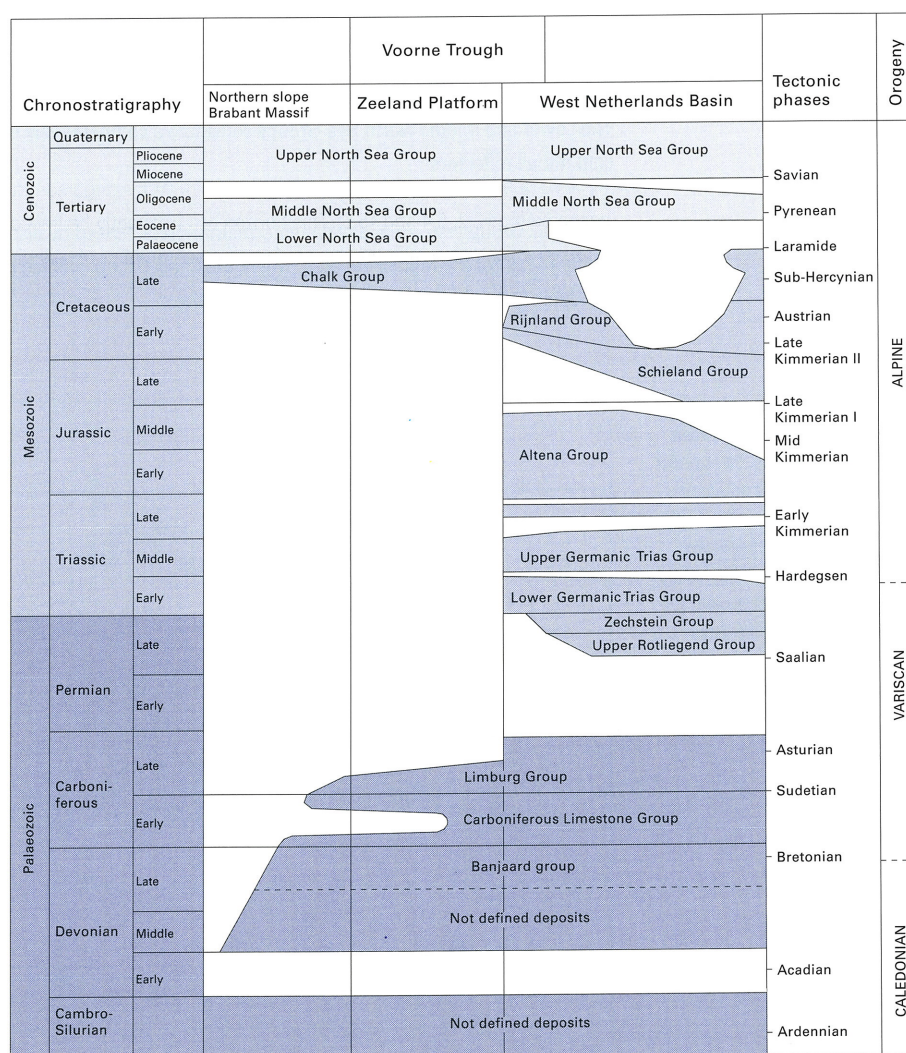 Voorne Trough
Chronostratigraphy
Northern slope
Brabant Massif
Zeeland Platform
West Netherlands Basin
Tectonic
phases
Orogeny
Cenozoic
Quaternary
Tertiary
Pliocene
Miocene
Oligocene
Eocene
Palaeocene
Upper North Sea Group
Upper North Sea Group
Middle North Sea Group
Middle North Sea Group
Lower North Sea Group
Savian
Pyrenean
Laramide
Mesozoic
Cretaceous
Late
Early
Chalk Group
Rijnland Group
Schieland Group
Sub-Hercynian
Austrian
Late
Kimmerian II
ALPINE
Jurassic
Late
Middle
Early
Altena Group
Late
Kimmerian I
Mid
Kimmerian
Triassic
Late
Middle
Early
Upper Germanic Trias Group
Lower Germanic Trias Group
Early
Kimmerian
Hardegsen
Palaeozoic
Permian
Late
Early
Zechstein Group
Upper Rotliegend Group
Saalian
VARISCAN
Carboni-
ferous
Late
Early
Limburg Group
Carboniferous Limestone Group
Asturian
Sudetian
Bretonian
Devonian
Late
Middle
Early
Banjaard group
Not defined deposits
Acadian
CALEDONIAN
Cambro-
Silurian
Not defined deposits
Ardennian